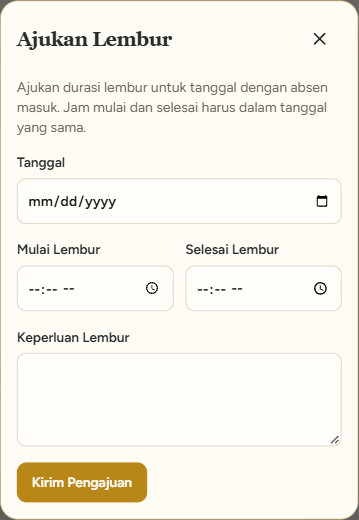 Ajukan Lembur
Ajukan durasi lembur untuk tanggal dengan absen
masuk. Jam mulai dan selesai harus dalam tanggal
yang sama.
Tanggal
mm/dd/yyyy
Mulai Lembur Selesai Lembur
--:-- -- --:-- --
Keperluan Lembur
Kirim Pengajuan